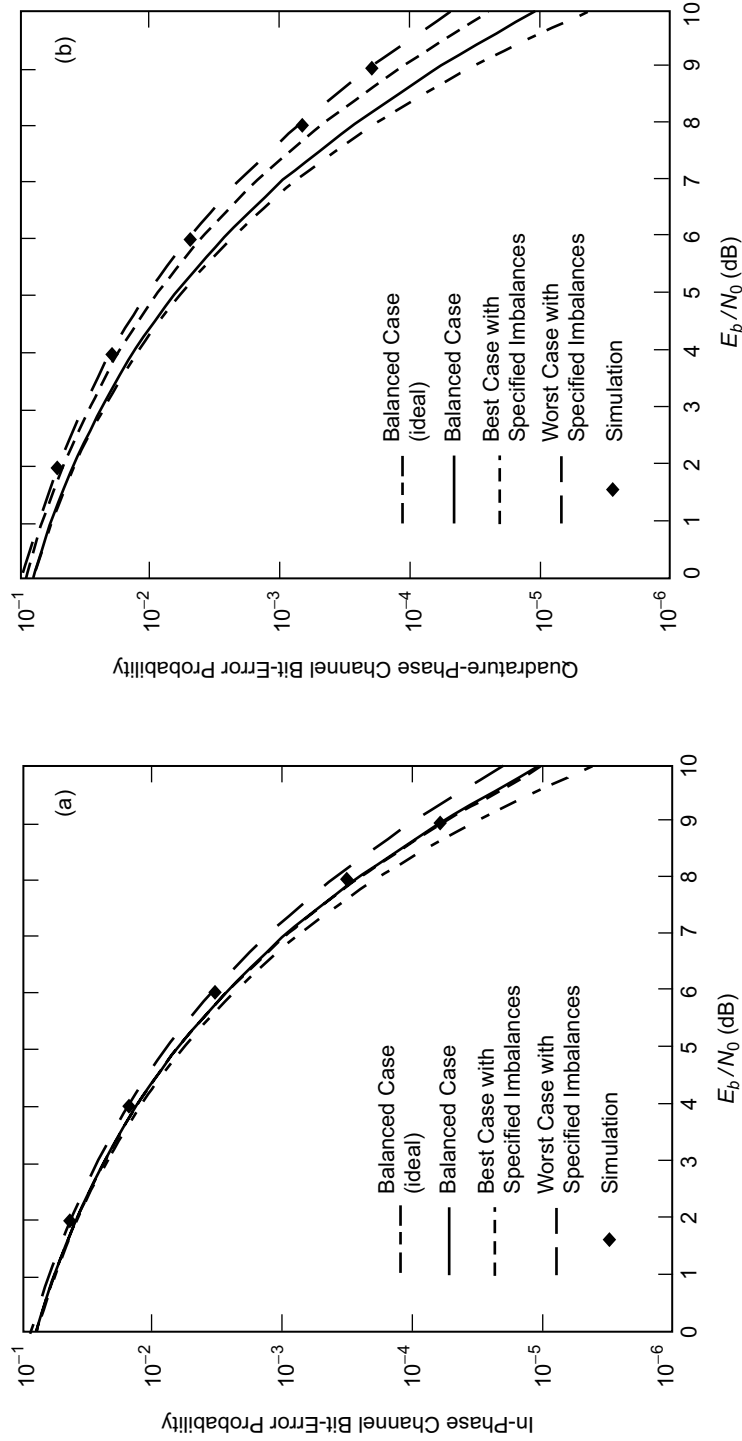 (a)
In-Phase Channel Bit-Error Probability
10⁻¹
10⁻²
10⁻³
10⁻⁴
10⁻⁵
10⁻⁶
0 1 2 3 4 5 6 7 8 9 10
E_b/N_0 (dB)
Balanced Case
(ideal)
Balanced Case
Best Case with
Specified Imbalances
Worst Case with
Specified Imbalances
Simulation
(b)
Quadrature-Phase Channel Bit-Error Probability
10⁻¹
10⁻²
10⁻³
10⁻⁴
10⁻⁵
10⁻⁶
0 1 2 3 4 5 6 7 8 9 10
E_b/N_0 (dB)
Balanced Case
(ideal)
Balanced Case
Best Case with
Specified Imbalances
Worst Case with
Specified Imbalances
Simulation